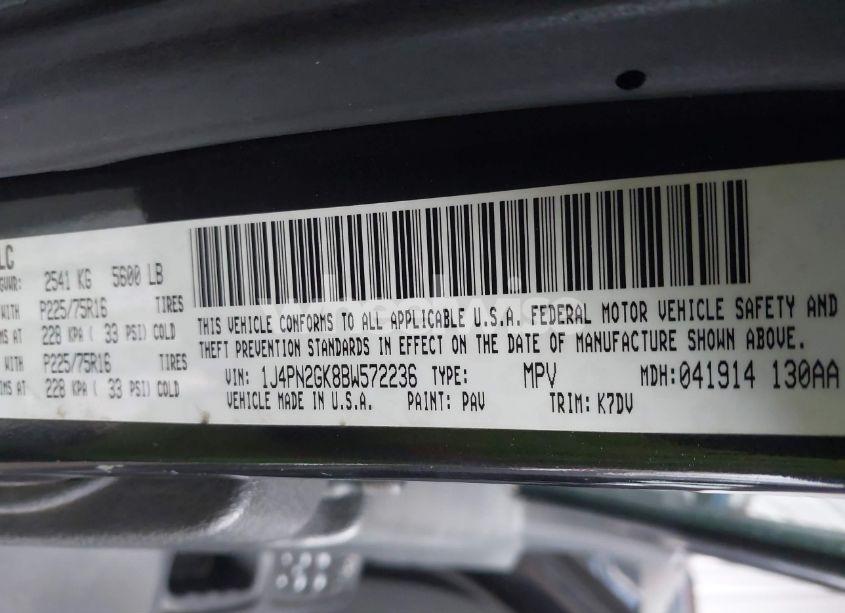 LC
GVWR: 2541 KG 5600 LB
WITH P225/75R16 TIRES
MS AT 228 KPA ( 33 PSI) COLD
WITH P225/75R16 TIRES
MS AT 228 KPA ( 33 PSI) COLD
THIS VEHICLE CONFORMS TO ALL APPLICABLE U.S.A. FEDERAL MOTOR VEHICLE SAFETY AND
THEFT PREVENTION STANDARDS IN EFFECT ON THE DATE OF MANUFACTURE SHOWN ABOVE.
VIN: 1J4PN2GK8BW572236 TYPE: MPV MDH:041914 130AA
VEHICLE MADE IN U.S.A. PAINT: PAV TRIM: K7DV